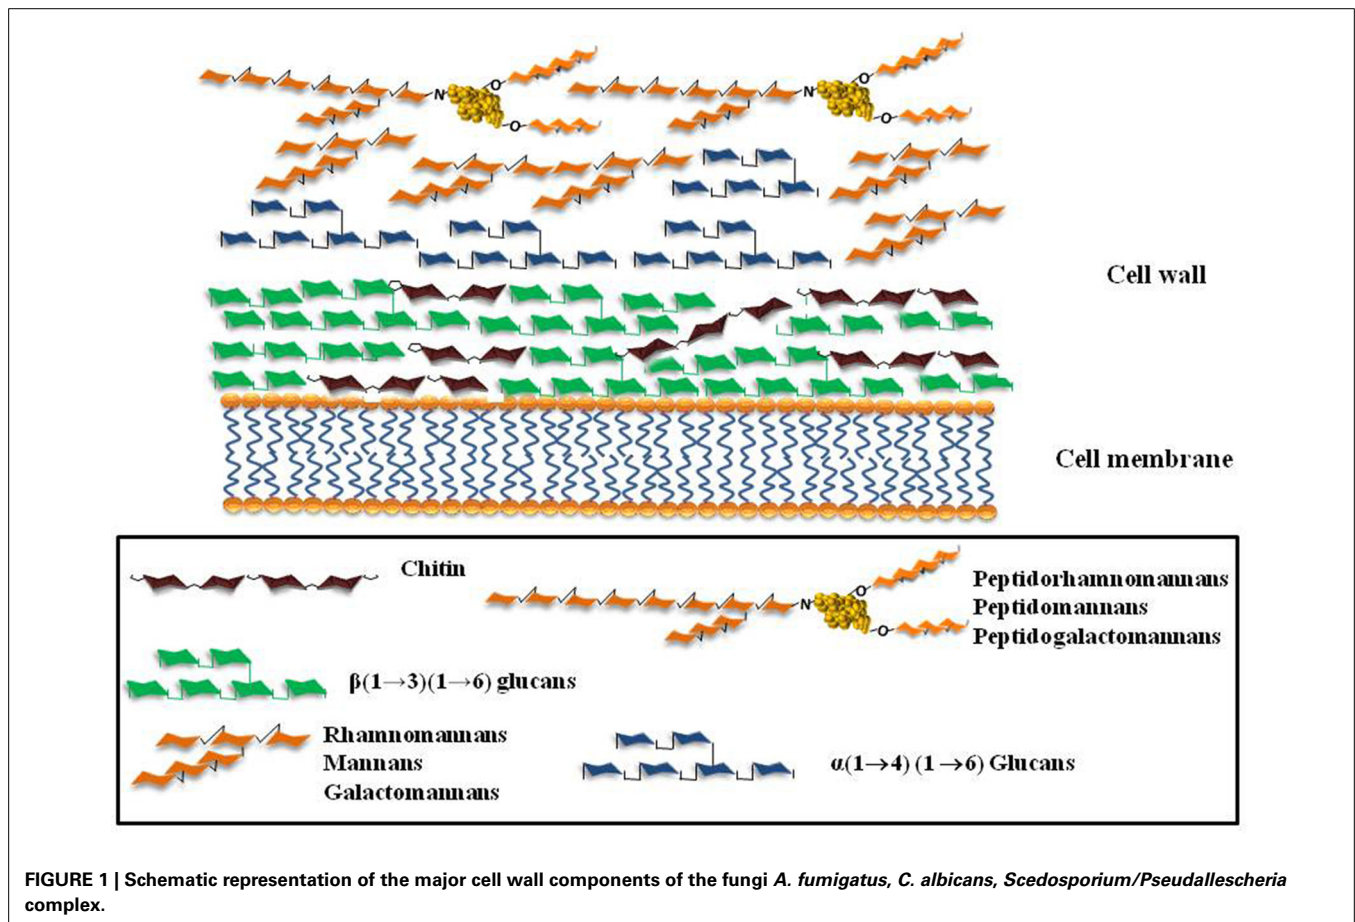 N
O
O
N
O
O
Cell wall
Cell membrane
Chitin
N
O
O
Peptidorhamnomannans
Peptidomannans
Peptidogalactomannans
β(1→3)(1→6) glucans
Rhamnomannans
Mannans
Galactomannans
α(1→4) (1→6) Glucans
FIGURE 1 | Schematic representation of the major cell wall components of the fungi A. fumigatus, C. albicans, Scedosporium/Pseudallescheria
complex.